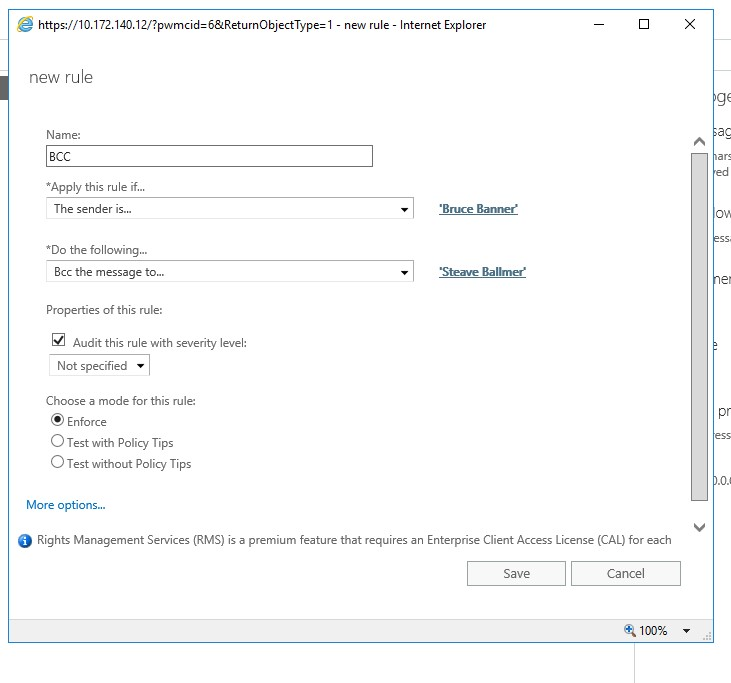 https://10.172.140.12/?pwmcid=6&ReturnObjectType=1 - new rule - Internet Explorer
new rule
Name:
BCC
*Apply this rule if...
The sender is...
'Bruce Banner'
*Do the following...
Bcc the message to...
'Steave Ballmer'
Properties of this rule:
Audit this rule with severity level:
Not specified
Choose a mode for this rule:
Enforce
Test with Policy Tips
Test without Policy Tips
More options...
Rights Management Services (RMS) is a premium feature that requires an Enterprise Client Access License (CAL) for each
Save
Cancel
100%